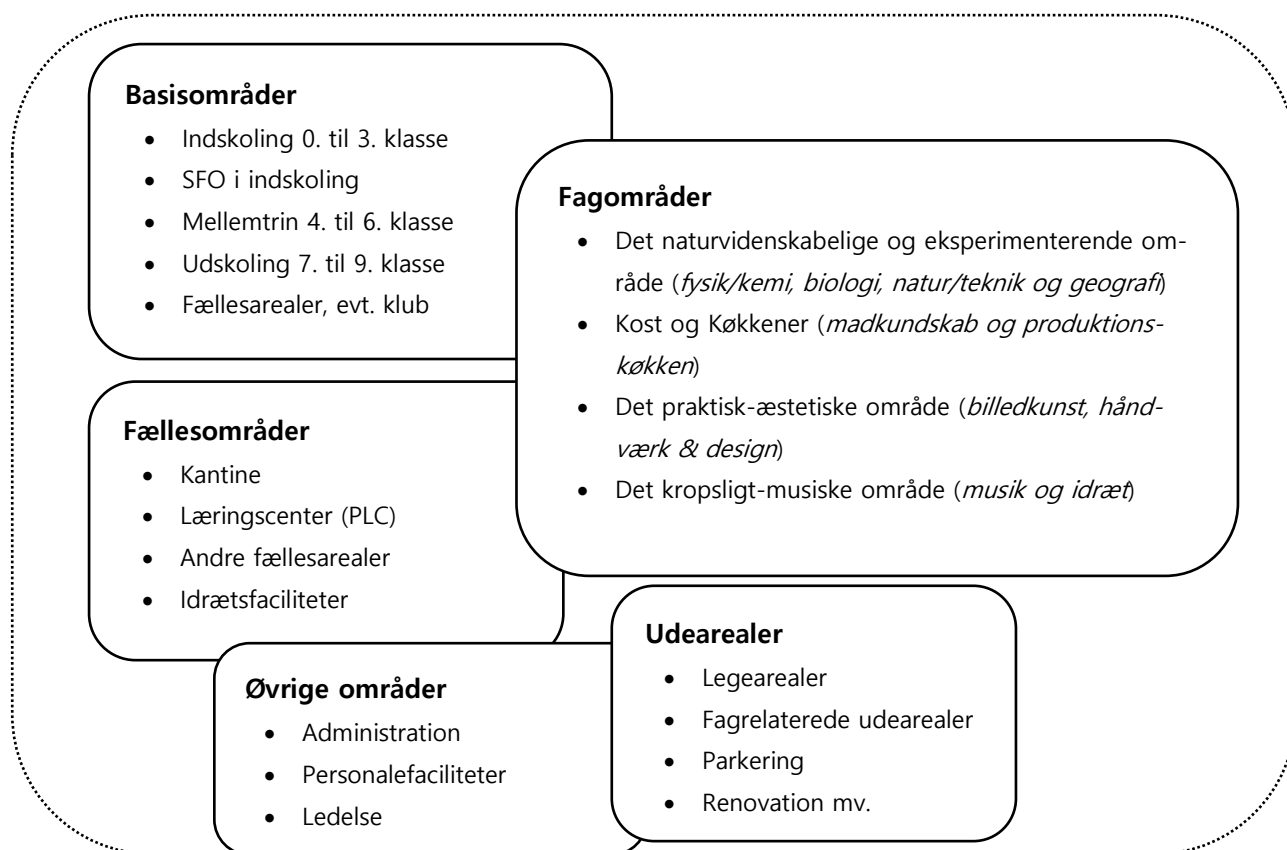 Basisområder
• Indskoling 0. til 3. klasse
• SFO i indskoling
• Mellemtrin 4. til 6. klasse
• Udskoling 7. til 9. klasse
• Fællesarealer, evt. klub
Fagområder
• Det naturvidenskabelige og eksperimenterende om-
råde (fysik/kemi, biologi, natur/teknik og geografi)
• Kost og Køkkener (madkundskab og produktions-
køkken)
• Det praktisk-æstetiske område (billedkunst, hånd-
værk & design)
• Det kropsligt-musiske område (musik og idræt)
Fællesområder
• Kantine
• Læringscenter (PLC)
• Andre fællesarealer
• Idrætsfaciliteter
Udearealer
• Legearealer
• Fagrelaterede udearealer
• Parkering
• Renovation mv.
Øvrige områder
• Administration
• Personalefaciliteter
• Ledelse